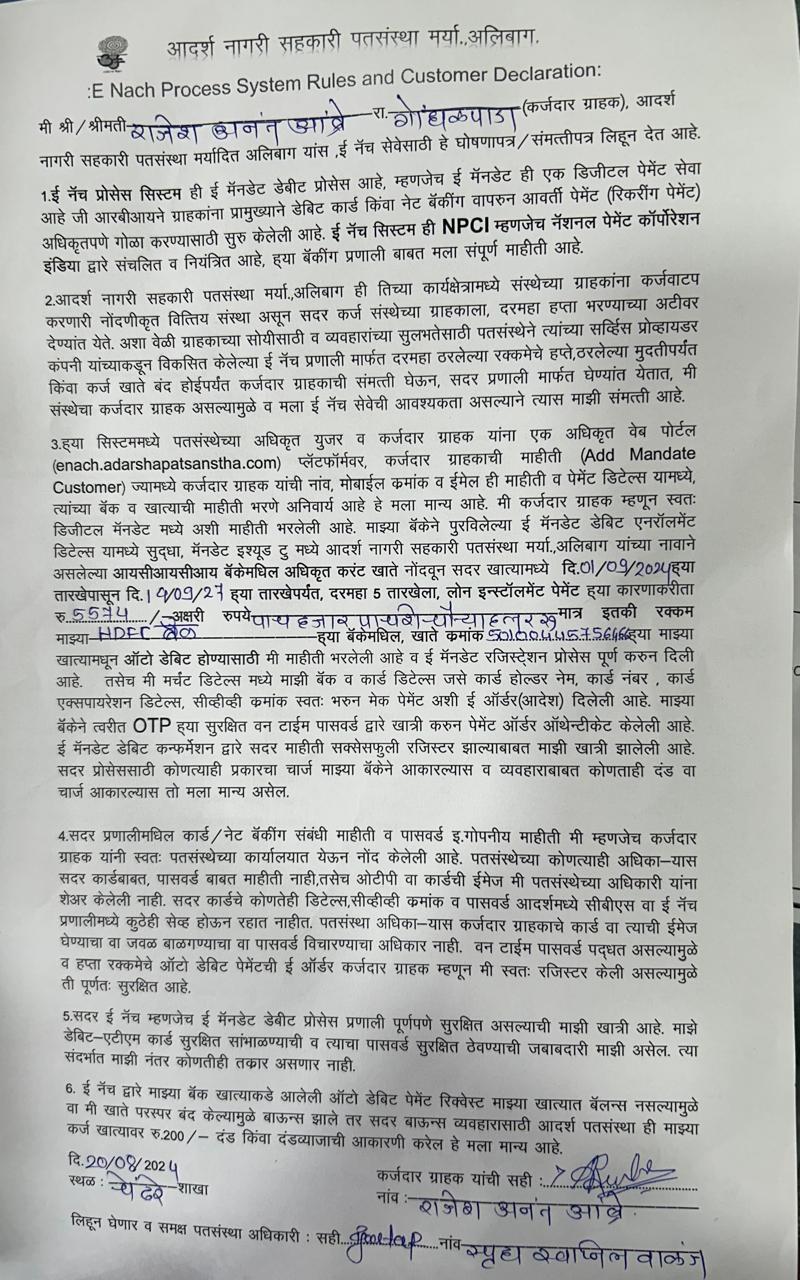 आदर्श नागरी सहकारी पतसंस्था मर्या.,अलिबाग.
:E Nach Process System Rules and Customer Declaration:
मी श्री/श्रीमती राजेश अनंत आंब्रे रा. गोंधळपाडा (कर्जदार ग्राहक), आदर्श
नागरी सहकारी पतसंस्था मर्यादित अलिबाग यांस ,ई नॅच सेवेसाठी हे घोषणापत्र/संमत्तीपत्र लिहून देत आहे.
1.ई नॅच प्रोसेस सिस्टम ही ई मॅनडेट डेबीट प्रोसेस आहे, म्हणजेच ई मॅनडेट ही एक डिजीटल पेमेंट सेवा
आहे जी आरबीआयने ग्राहकांना प्रामुख्याने डेबिट कार्ड किंवा नेट बॅकींग वापरुन आवर्ती पेमेंट (रिकरींग पेमेंट)
अधिकृतपणे गोळा करण्यासाठी सुरु केलेली आहे. ई नॅच सिस्टम ही NPCI म्हणजेच नॅशनल पेमेंट कॉर्पोरेशन
इंडिया द्वारे संचलित व नियंत्रित आहे, ह्या बॅकींग प्रणाली बाबत मला संपूर्ण माहीती आहे.
2.आदर्श नागरी सहकारी पतसंस्था मर्या.,अलिबाग ही तिच्या कार्यक्षेत्रामध्ये संस्थेच्या ग्राहकांना कर्जवाटप
करणारी नोंदणीकृत वित्तिय संस्था असून सदर कर्ज संस्थेच्या ग्राहकाला, दरमहा हप्ता भरण्याच्या अटीवर
देण्यांत येते. अशा वेळी ग्राहकाच्या सोयीसाठी व व्यवहारांच्या सुलभतेसाठी पतसंस्थेने त्यांच्या सर्व्हिस प्रोव्हायडर
कंपनी यांच्याकडून विकसित केलेल्या ई नॅच प्रणाली मार्फत दरमहा ठरलेल्या रक्कमेचे हप्ते,ठरलेल्या मुदतीपर्यंत
किंवा कर्ज खाते बंद होईपर्यंत कर्जदार ग्राहकाची संमत्ती घेऊन, सदर प्रणाली मार्फत घेण्यांत येतात, मी
संस्थेचा कर्जदार ग्राहक असल्यामुळे व मला ई नॅच सेवेची आवश्यकता असल्याने त्यास माझी संमत्ती आहे.
3.ह्या सिस्टममध्ये पतसंस्थेच्या अधिकृत युजर व कर्जदार ग्राहक यांना एक अधिकृत वेब पोर्टल
(enach.adarshapatsanstha.com) प्लॅटफॉर्मवर, कर्जदार ग्राहकाची माहीती (Add Mandate
Customer) ज्यामध्ये कर्जदार ग्राहक यांची नांव, मोबाईल क्रमांक व ईमेल ही माहीती व पेमेंट डिटेल्स यामध्ये,
त्यांच्या बॅक व खात्याची माहीती भरणे अनिवार्य आहे हे मला मान्य आहे. मी कर्जदार ग्राहक म्हणून स्वतः
डिजीटल मॅनडेट मध्ये अशी माहीती भरलेली आहे. माझ्या बॅकेने पुरविलेल्या ई मॅनडेट डेबिट एनरोलमेंट
डिटेल्स यामध्ये सुद्धा, मॅनडेट इश्यूड टु मध्ये आदर्श नागरी सहकारी पतसंस्था मर्या.,अलिबाग यांच्या नावाने
असलेल्या आयसीआयसीआय बॅकेमधिल अधिकृत करंट खाते नोंदवून सदर खात्यामध्ये दि.01/09/2024 ह्या
तारखेपासून दि.14/09/27 ह्या तारखेपर्यंत, दरमहा 5 तारखेला, लोन इन्स्टॉलमेंट पेमेंट ह्या कारणाकरीता
रु.5574/- अक्षरी रुपये पाच हजार पाचशे चौऱ्याहत्तर रु मात्र इतकी रक्कम
माझ्या HDFC बँक ह्या बॅकेमधिल, खाते क्रमांक 50100445756466 ह्या माझ्या
खात्यामधून ऑटो डेबिट होण्यासाठी मी माहीती भरलेली आहे व ई मॅनडेट रजिस्ट्रेशन प्रोसेस पूर्ण करुन दिली
आहे. तसेच मी मर्चंट डिटेल्स मध्ये माझी बॅक व कार्ड डिटेल्स जसे कार्ड होल्डर नेम, कार्ड नंबर , कार्ड
एक्सपायरेशन डिटेल्स, सीव्हीव्ही क्रमांक स्वतः भरुन मेक पेमेंट अशी ई ऑर्डर(आदेश) दिलेली आहे. माझ्या
बॅकेने त्वरीत OTP ह्या सुरक्षित वन टाईम पासवर्ड द्वारे खात्री करुन पेमेंट ऑर्डर ऑथेन्टीकेट केलेली आहे.
ई मॅनडेट डेबिट कन्फर्मेशन द्वारे सदर माहीती सक्सेसफुली रजिस्टर झाल्याबाबत माझी खात्री झालेली आहे.
सदर प्रोसेससाठी कोणत्याही प्रकारचा चार्ज माझ्या बॅकेने आकारल्यास व व्यवहाराबाबत कोणताही दंड वा
चार्ज आकारल्यास तो मला मान्य असेल.
4.सदर प्रणालीमधिल कार्ड/नेट बॅकींग संबंधी माहीती व पासवर्ड इ.गोपनीय माहीती मी म्हणजेच कर्जदार
ग्राहक यांनी स्वतः पतसंस्थेच्या कार्यालयात येऊन नोंद केलेली आहे. पतसंस्थेच्या कोणत्याही अधिका–यास
सदर कार्डबाबत, पासवर्ड बाबत माहीती नाही,तसेच ओटीपी वा कार्डची ईमेज मी पतसंस्थेच्या अधिकारी यांना
शेअर केलेली नाही. सदर कार्डचे कोणतेही डिटेल्स,सीव्हीव्ही क्रमांक व पासवर्ड आदर्शमध्ये सीबीएस वा ई नॅच
प्रणालीमध्ये कुठेही सेव्ह होऊन रहात नाहीत. पतसंस्था अधिका–यास कर्जदार ग्राहकाचे कार्ड वा त्याची ईमेज
घेण्याचा वा जवळ बाळगण्याचा वा पासवर्ड विचारण्याचा अधिकार नाही. वन टाईम पासवर्ड पद्धत असल्यामुळे
व हप्ता रक्कमेचे ऑटो डेबिट पेमेंटची ई ऑर्डर कर्जदार ग्राहक म्हणून मी स्वतः रजिस्टर केली असल्यामुळे
ती पूर्णतः सुरक्षित आहे.
5.सदर ई नॅच म्हणजेच ई मॅनडेट डेबीट प्रोसेस प्रणाली पूर्णपणे सुरक्षित असल्याची माझी खात्री आहे. माझे
डेबिट–एटीएम कार्ड सुरक्षित सांभाळण्याची व त्याचा पासवर्ड सुरक्षित ठेवण्याची जबाबदारी माझी असेल. त्या
संदर्भात माझी नंतर कोणतीही तक्रार असणार नाही.
6. ई नॅच द्वारे माझ्या बॅक खात्याकडे आलेली ऑटो डेबिट पेमेंट रिक्वेस्ट माझ्या खात्यात बॅलन्स नसल्यामुळे
वा मी खाते परस्पर बंद केल्यामुळे बाऊन्स झाले तर सदर बाऊन्स व्यवहारासाठी आदर्श पतसंस्था ही माझ्या
कर्ज खात्यावर रु.200/– दंड किंवा दंडव्याजाची आकारणी करेल हे मला मान्य आहे.
दि.20/08/2024
स्थळ : चेंढरे शाखा
कर्जदार ग्राहक यांची सही :
नांव : राजेश अनंत आंब्रे
लिहून घेणार व समक्ष पतसंस्था अधिकारी : सही नांव स्पृहा स्वप्निल वाळंज